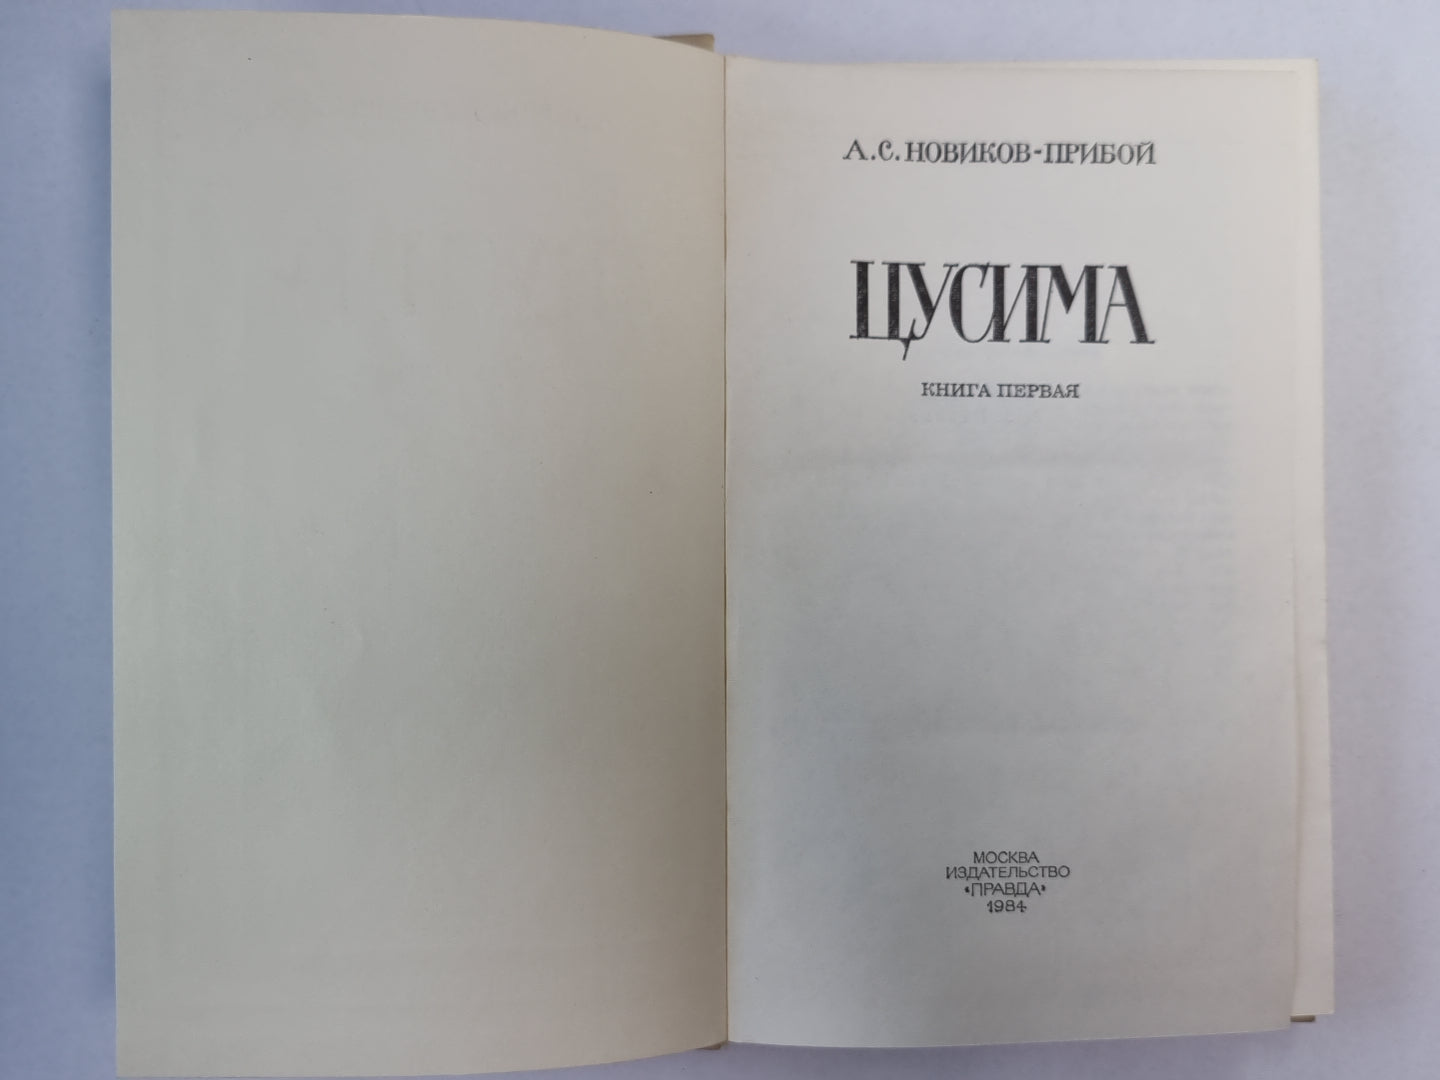 А.С. НОВИКОВ-ПРИБОЙ
ЦУСИМА
КНИГА ПЕРВАЯ
МОСКВА
ИЗДАТЕЛЬСТВО
«ПРАВДА»
1984